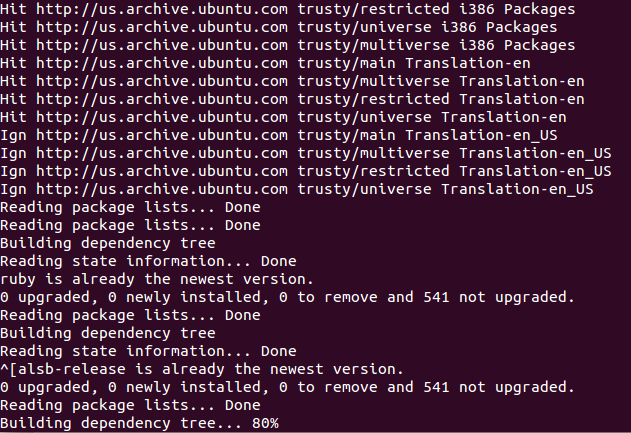 Hit http://us.archive.ubuntu.com trusty/restricted i386 Packages
Hit http://us.archive.ubuntu.com trusty/universe i386 Packages
Hit http://us.archive.ubuntu.com trusty/multiverse i386 Packages
Hit http://us.archive.ubuntu.com trusty/main Translation-en
Hit http://us.archive.ubuntu.com trusty/multiverse Translation-en
Hit http://us.archive.ubuntu.com trusty/restricted Translation-en
Hit http://us.archive.ubuntu.com trusty/universe Translation-en
Ign http://us.archive.ubuntu.com trusty/main Translation-en_US
Ign http://us.archive.ubuntu.com trusty/multiverse Translation-en_US
Ign http://us.archive.ubuntu.com trusty/restricted Translation-en_US
Ign http://us.archive.ubuntu.com trusty/universe Translation-en_US
Reading package lists... Done
Reading package lists... Done
Building dependency tree
Reading state information... Done
ruby is already the newest version.
0 upgraded, 0 newly installed, 0 to remove and 541 not upgraded.
Reading package lists... Done
Building dependency tree
Reading state information... Done
^[alsb-release is already the newest version.
0 upgraded, 0 newly installed, 0 to remove and 541 not upgraded.
Reading package lists... Done
Building dependency tree... 80%